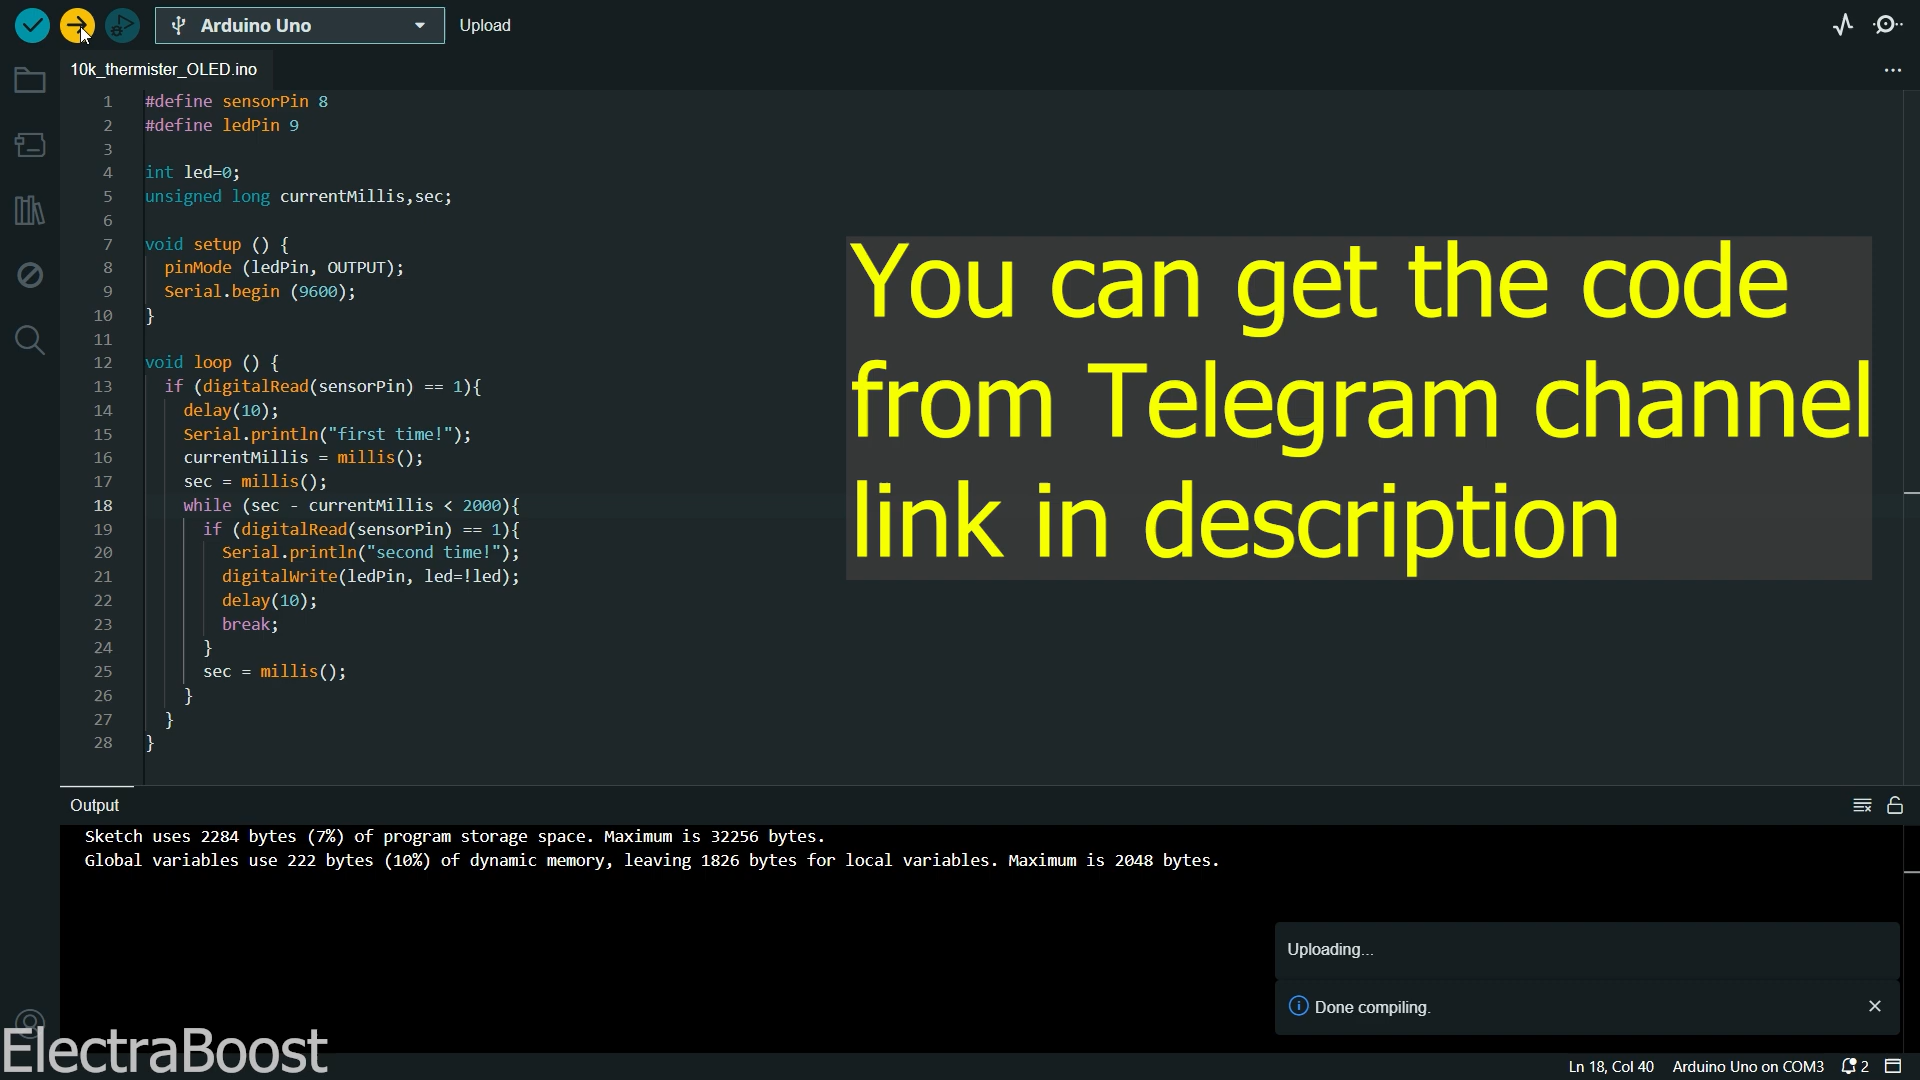 Arduino Uno
Upload
10k_thermister_OLED.ino
1 #define sensorPin 8
2 #define ledPin 9
3
4 int led=0;
5 unsigned long currentMillis,sec;
6
7 void setup () {
8 pinMode (ledPin, OUTPUT);
9 Serial.begin (9600);
10 }
11
12 void loop () {
13 if (digitalRead(sensorPin) == 1){
14 delay(10);
15 Serial.println("first time!");
16 currentMillis = millis();
17 sec = millis();
18 while (sec - currentMillis < 2000){
19 if (digitalRead(sensorPin) == 1){
20 Serial.println("second time!");
21 digitalWrite(ledPin, led=!led);
22 delay(10);
23 break;
24 }
25 sec = millis();
26 }
27 }
28 }
You can get the code
from Telegram channel
link in description
Output
Sketch uses 2284 bytes (7%) of program storage space. Maximum is 32256 bytes.
Global variables use 222 bytes (10%) of dynamic memory, leaving 1826 bytes for local variables. Maximum is 2048 bytes.
Uploading...
Done compiling.
ElectraBoost
Ln 18, Col 40 Arduino Uno on COM3 2